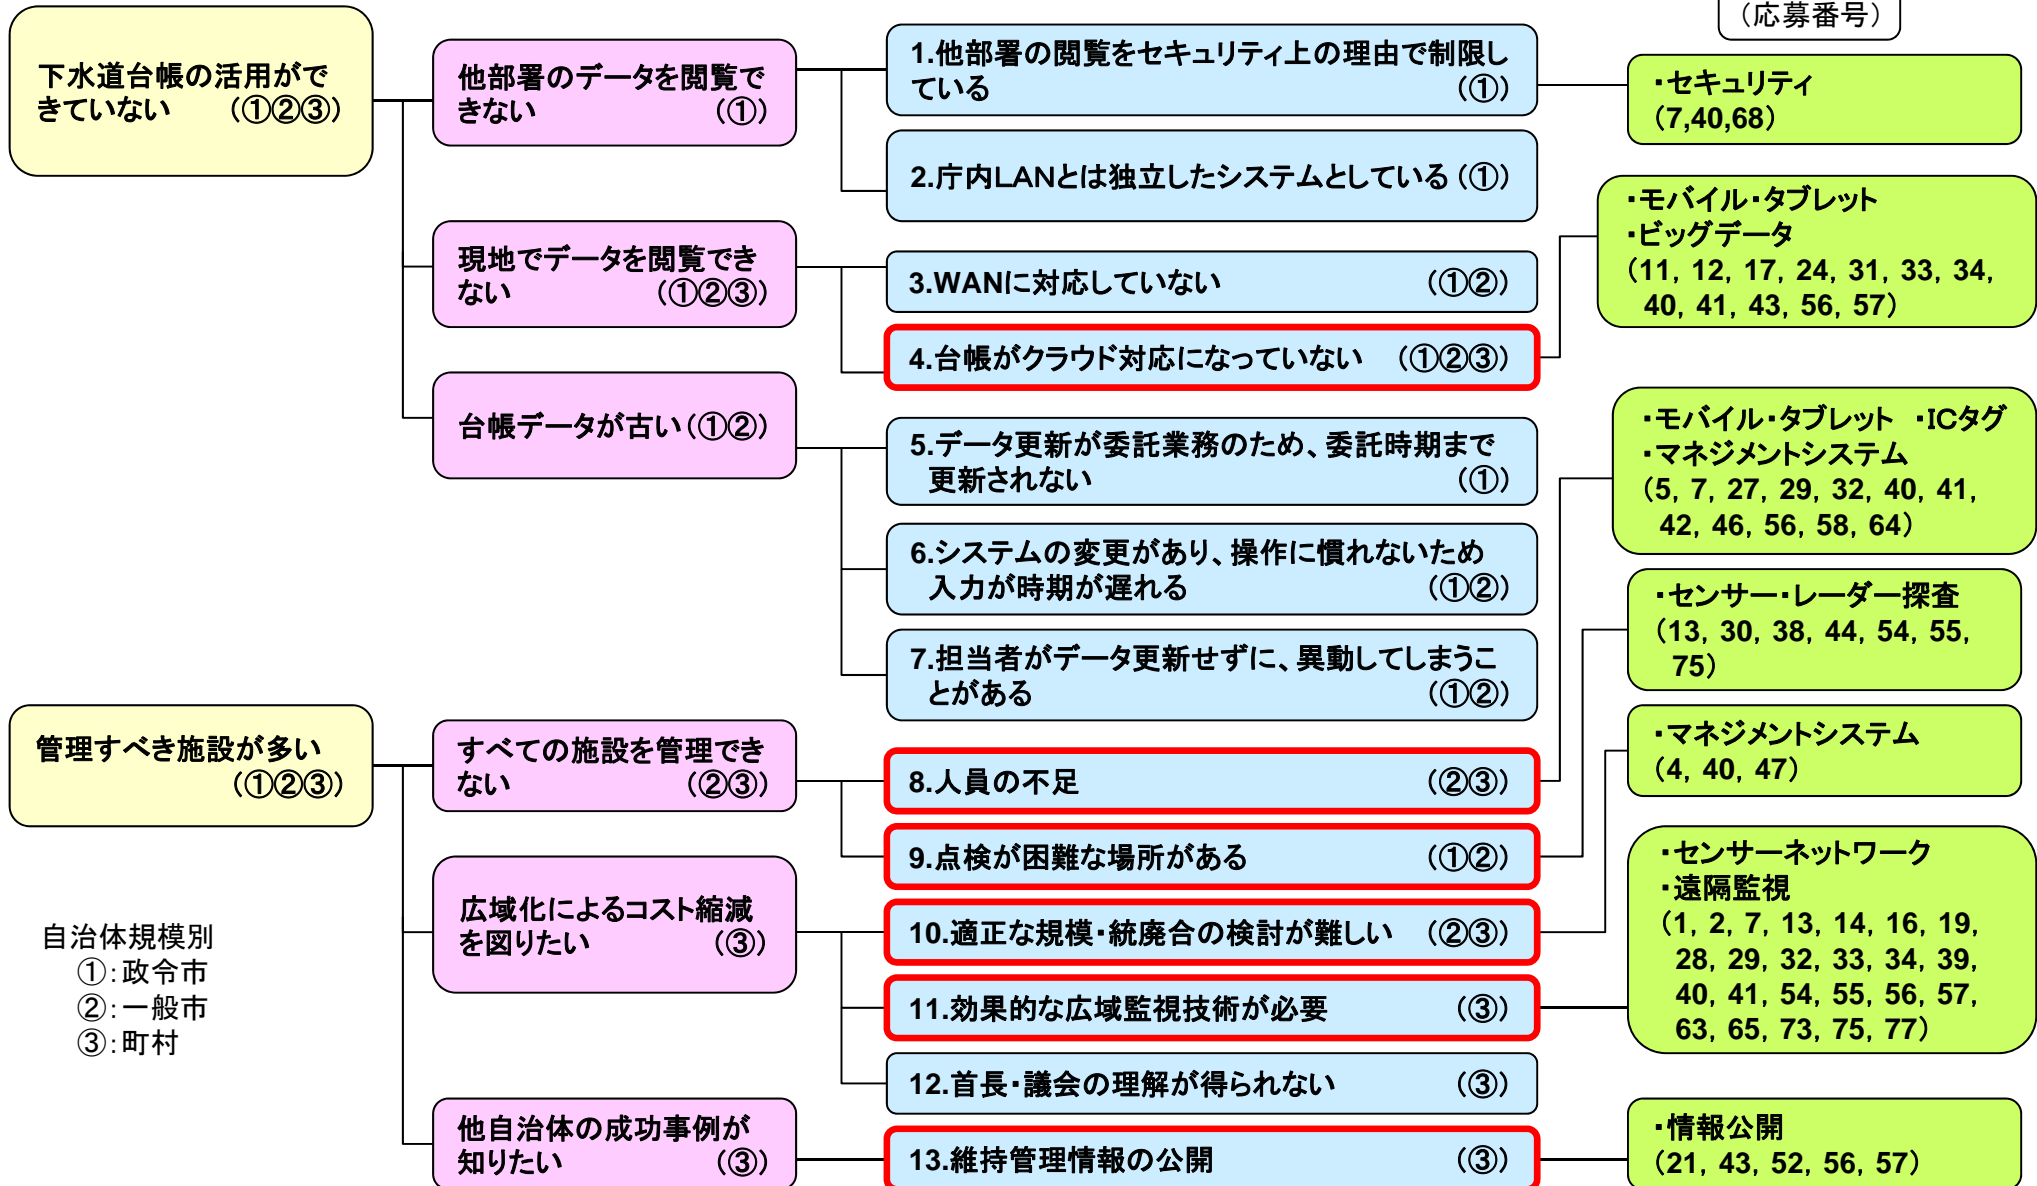 （応募番号）
下水道台帳の活用がで
きていない　（①②③）
他部署のデータを閲覧で
きない　（①）
1.他部署の閲覧をセキュリティ上の理由で制限し
ている　（①）
・セキュリティ
（7,40,68）
2.庁内LANとは独立したシステムとしている（①）
現地でデータを閲覧でき
ない　（①②③）
3.WANに対応していない　（①②）
4.台帳がクラウド対応になっていない　（①②③）
・モバイル・タブレット
・ビッグデータ
（11, 12, 17, 24, 31, 33, 34,
40, 41, 43, 56, 57）
台帳データが古い（①②）
5.データ更新が委託業務のため、委託時期まで
更新されない　（①）
6.システムの変更があり、操作に慣れないため
入力が時期が遅れる　（①②）
7.担当者がデータ更新せずに、異動してしまうこ
とがある　（①②）
管理すべき施設が多い
（①②③）
すべての施設を管理でき
ない　（②③）
8.人員の不足　（②③）
・モバイル・タブレット　・ICタグ
・マネジメントシステム
（5, 7, 27, 29, 32, 40, 41,
42, 46, 56, 58, 64）
9.点検が困難な場所がある　（①②）
・センサー・レーダー探査
（13, 30, 38, 44, 54, 55,
75）
広域化によるコスト縮減
を図りたい　（③）
10.適正な規模・統廃合の検討が難しい　（②③）
・マネジメントシステム
（4, 40, 47）
11.効果的な広域監視技術が必要　（③）
・センサーネットワーク
・遠隔監視
（1, 2, 7, 13, 14, 16, 19,
28, 29, 32, 33, 34, 39,
40, 41, 54, 55, 56, 57,
63, 65, 73, 75, 77）
12.首長・議会の理解が得られない　（③）
他自治体の成功事例が
知りたい　（③）
13.維持管理情報の公開　（③）
・情報公開
（21, 43, 52, 56, 57）
自治体規模別
①：政令市
②：一般市
③：町村